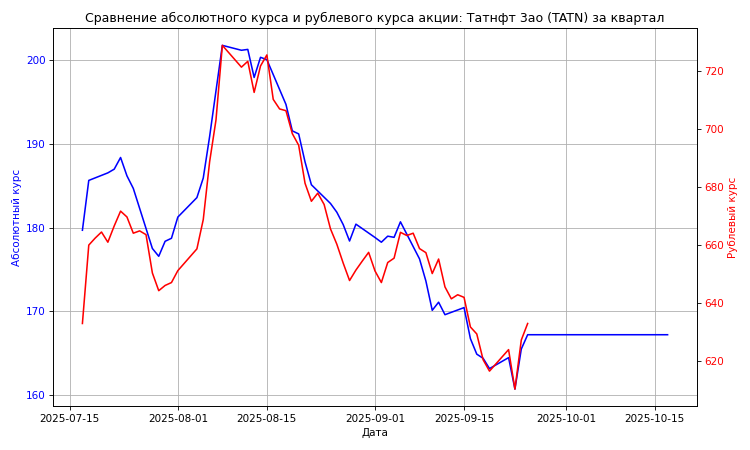 Сравнение абсолютного курса и рублевого курса акции: Татнфт 3ао (TATN) за квартал
200
190
180
170
160
Абсолютный курс
720
700
680
660
640
620
Рублевый курс
2025-07-15 2025-08-01 2025-08-15 2025-09-01 2025-09-15 2025-10-01 2025-10-15
Дата